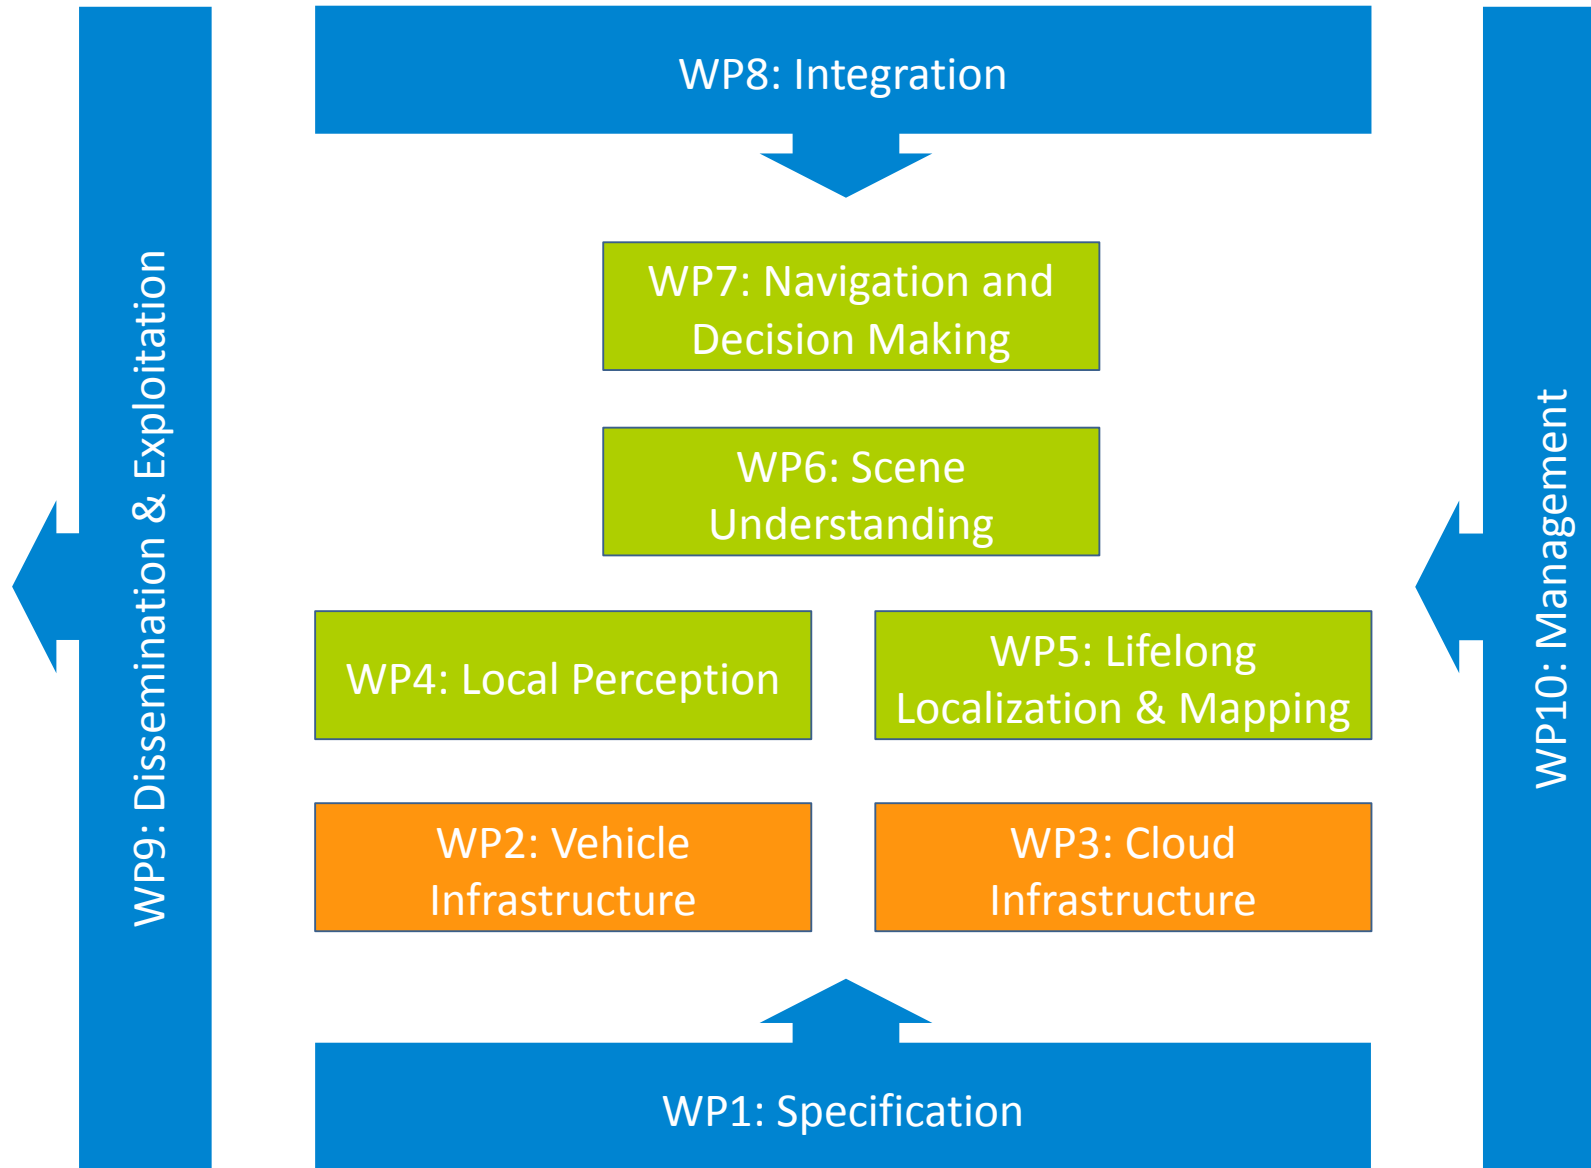 WP8: Integration
WP9: Dissemination & Exploitation
WP7: Navigation and
Decision Making
WP6: Scene
Understanding
WP4: Local Perception
WP5: Lifelong
Localization & Mapping
WP2: Vehicle
Infrastructure
WP3: Cloud
Infrastructure
WP10: Management
WP1: Specification